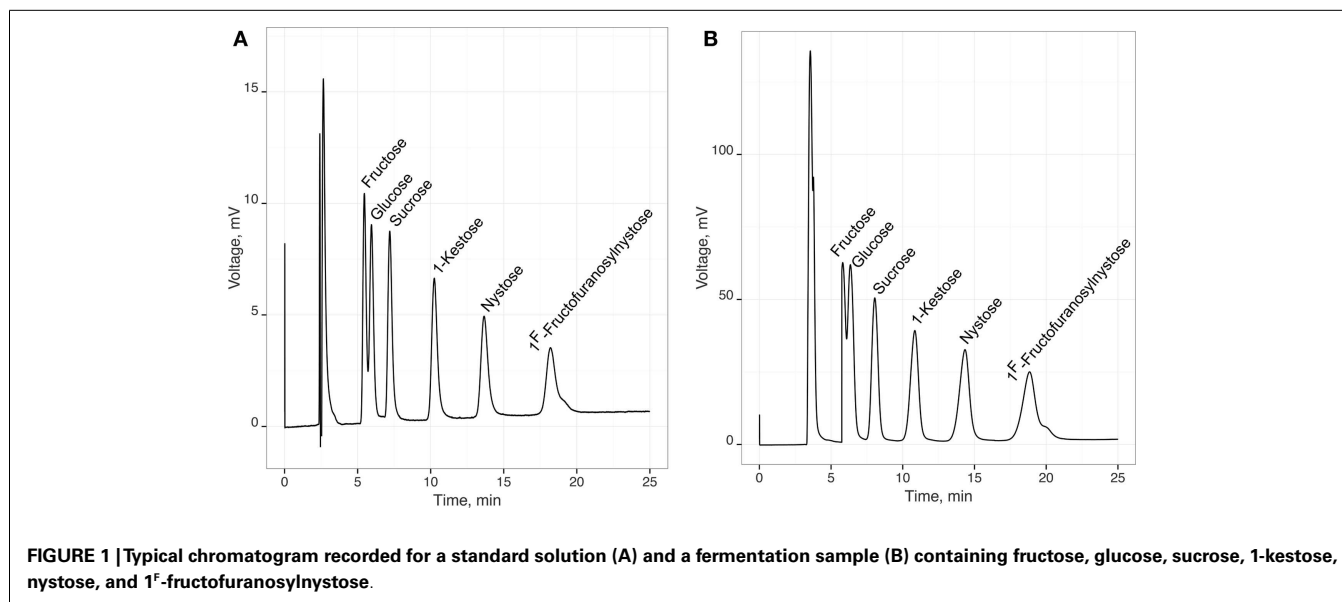 A
Voltage, mV
15
10
5
0
Fructose
Glucose
Sucrose
1-Kestose
Nystose
1F-Fructofuranosylnystose
0 5 10 15 20 25
Time, min
B
Voltage, mV
100
50
0
Fructose
Glucose
Sucrose
1-Kestose
Nystose
1F-Fructofuranosylnystose
0 5 10 15 20 25
Time, min
FIGURE 1 | Typical chromatogram recorded for a standard solution (A) and a fermentation sample (B) containing fructose, glucose, sucrose, 1-kestose,
nystose, and 1F-fructofuranosylnystose.